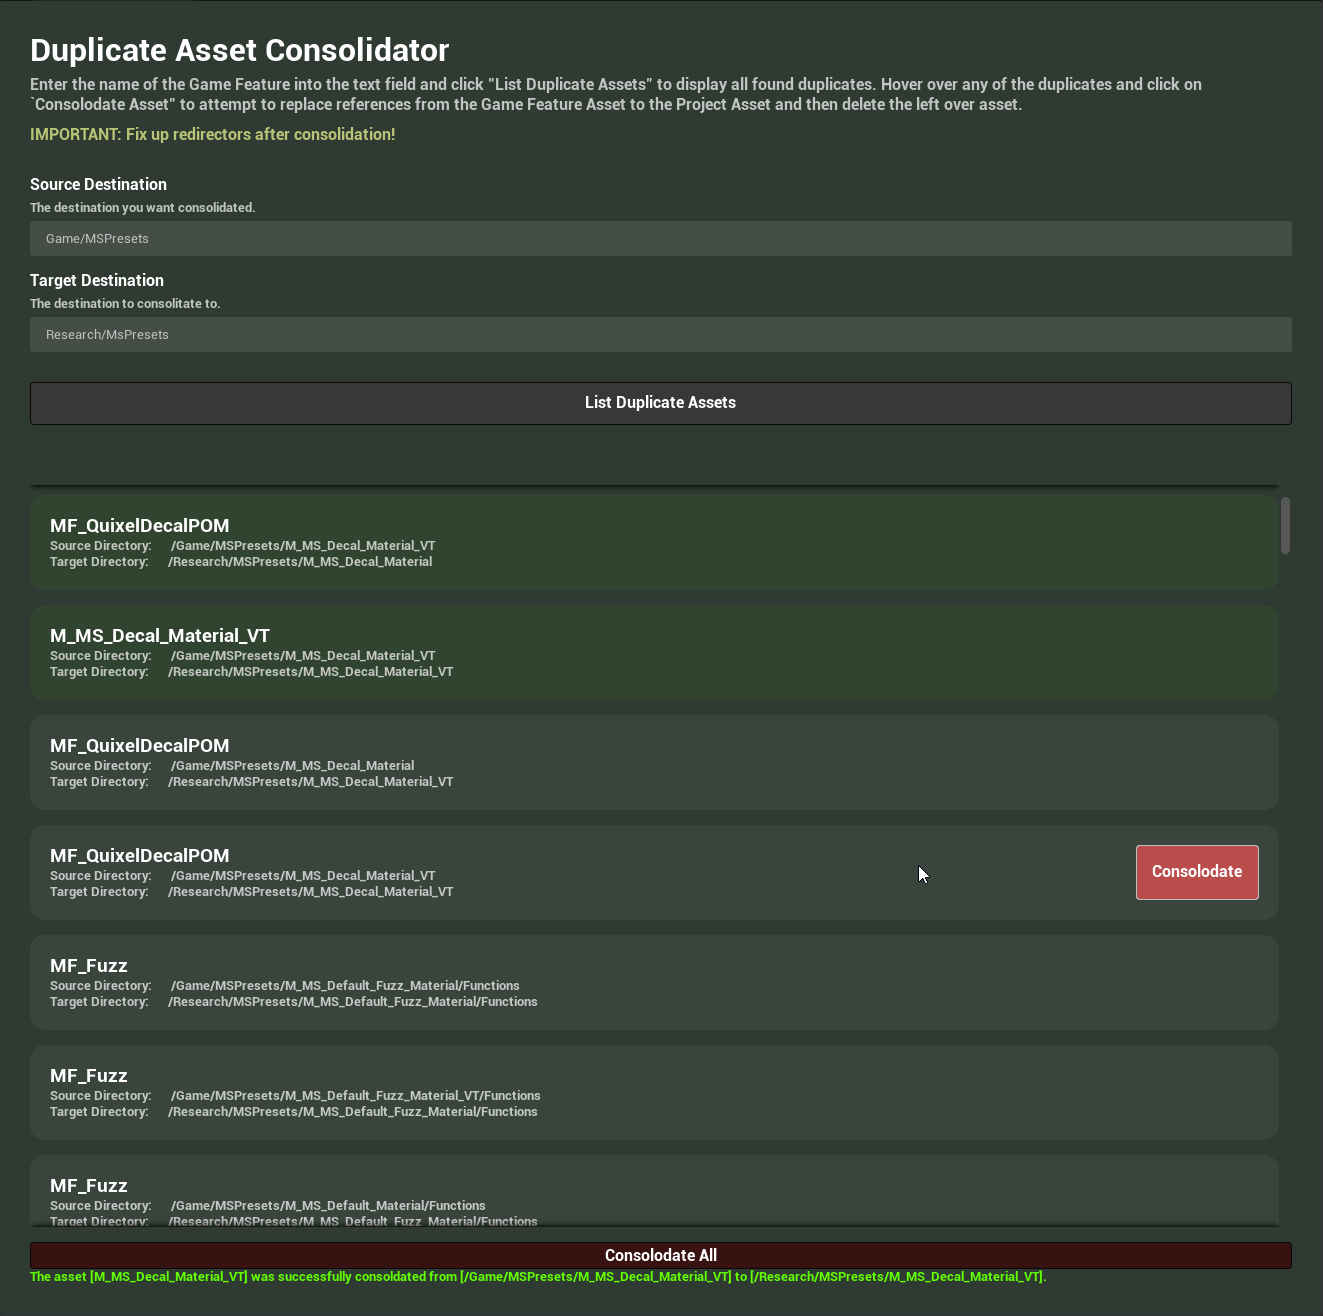 Duplicate Asset Consolidator
Enter the name of the Game Feature into the text field and click "List Duplicate Assets" to display all found duplicates. Hover over any of the duplicates and click on
`Consolodate Asset" to attempt to replace references from the Game Feature Asset to the Project Asset and then delete the left over asset.
IMPORTANT: Fix up redirectors after consolidation!
Source Destination
The destination you want consolidated.
Game/MSPresets
Target Destination
The destination to consolitate to.
Research/MsPresets
List Duplicate Assets
MF_QuixelDecalPOM
Source Directory: /Game/MSPresets/M_MS_Decal_Material_VT
Target Directory: /Research/MSPresets/M_MS_Decal_Material
M_MS_Decal_Material_VT
Source Directory: /Game/MSPresets/M_MS_Decal_Material_VT
Target Directory: /Research/MSPresets/M_MS_Decal_Material_VT
MF_QuixelDecalPOM
Source Directory: /Game/MSPresets/M_MS_Decal_Material
Target Directory: /Research/MSPresets/M_MS_Decal_Material_VT
MF_QuixelDecalPOM
Source Directory: /Game/MSPresets/M_MS_Decal_Material_VT
Target Directory: /Research/MSPresets/M_MS_Decal_Material_VT
Consolodate
MF_Fuzz
Source Directory: /Game/MSPresets/M_MS_Default_Fuzz_Material/Functions
Target Directory: /Research/MSPresets/M_MS_Default_Fuzz_Material/Functions
MF_Fuzz
Source Directory: /Game/MSPresets/M_MS_Default_Fuzz_Material_VT/Functions
Target Directory: /Research/MSPresets/M_MS_Default_Fuzz_Material/Functions
MF_Fuzz
Source Directory: /Game/MSPresets/M_MS_Default_Material/Functions
Target Directory: /Research/MSPresets/M_MS_Default_Fuzz_Material/Functions
Consolodate All
The asset [M_MS_Decal_Material_VT] was successfully consoldated from [/Game/MSPresets/M_MS_Decal_Material_VT] to [/Research/MSPresets/M_MS_Decal_Material_VT].